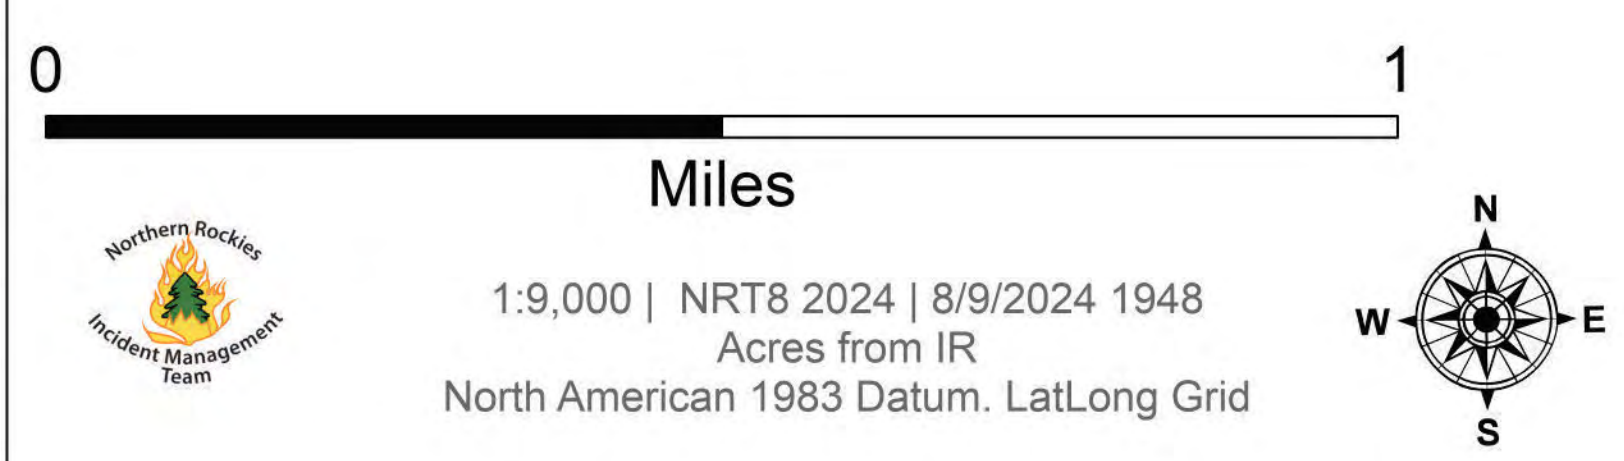 0 1
Miles
Northern Rockies
Incident Management
Team
1:9,000 | NRT8 2024 | 8/9/2024 1948
Acres from IR
North American 1983 Datum. LatLong Grid
N
W E
S